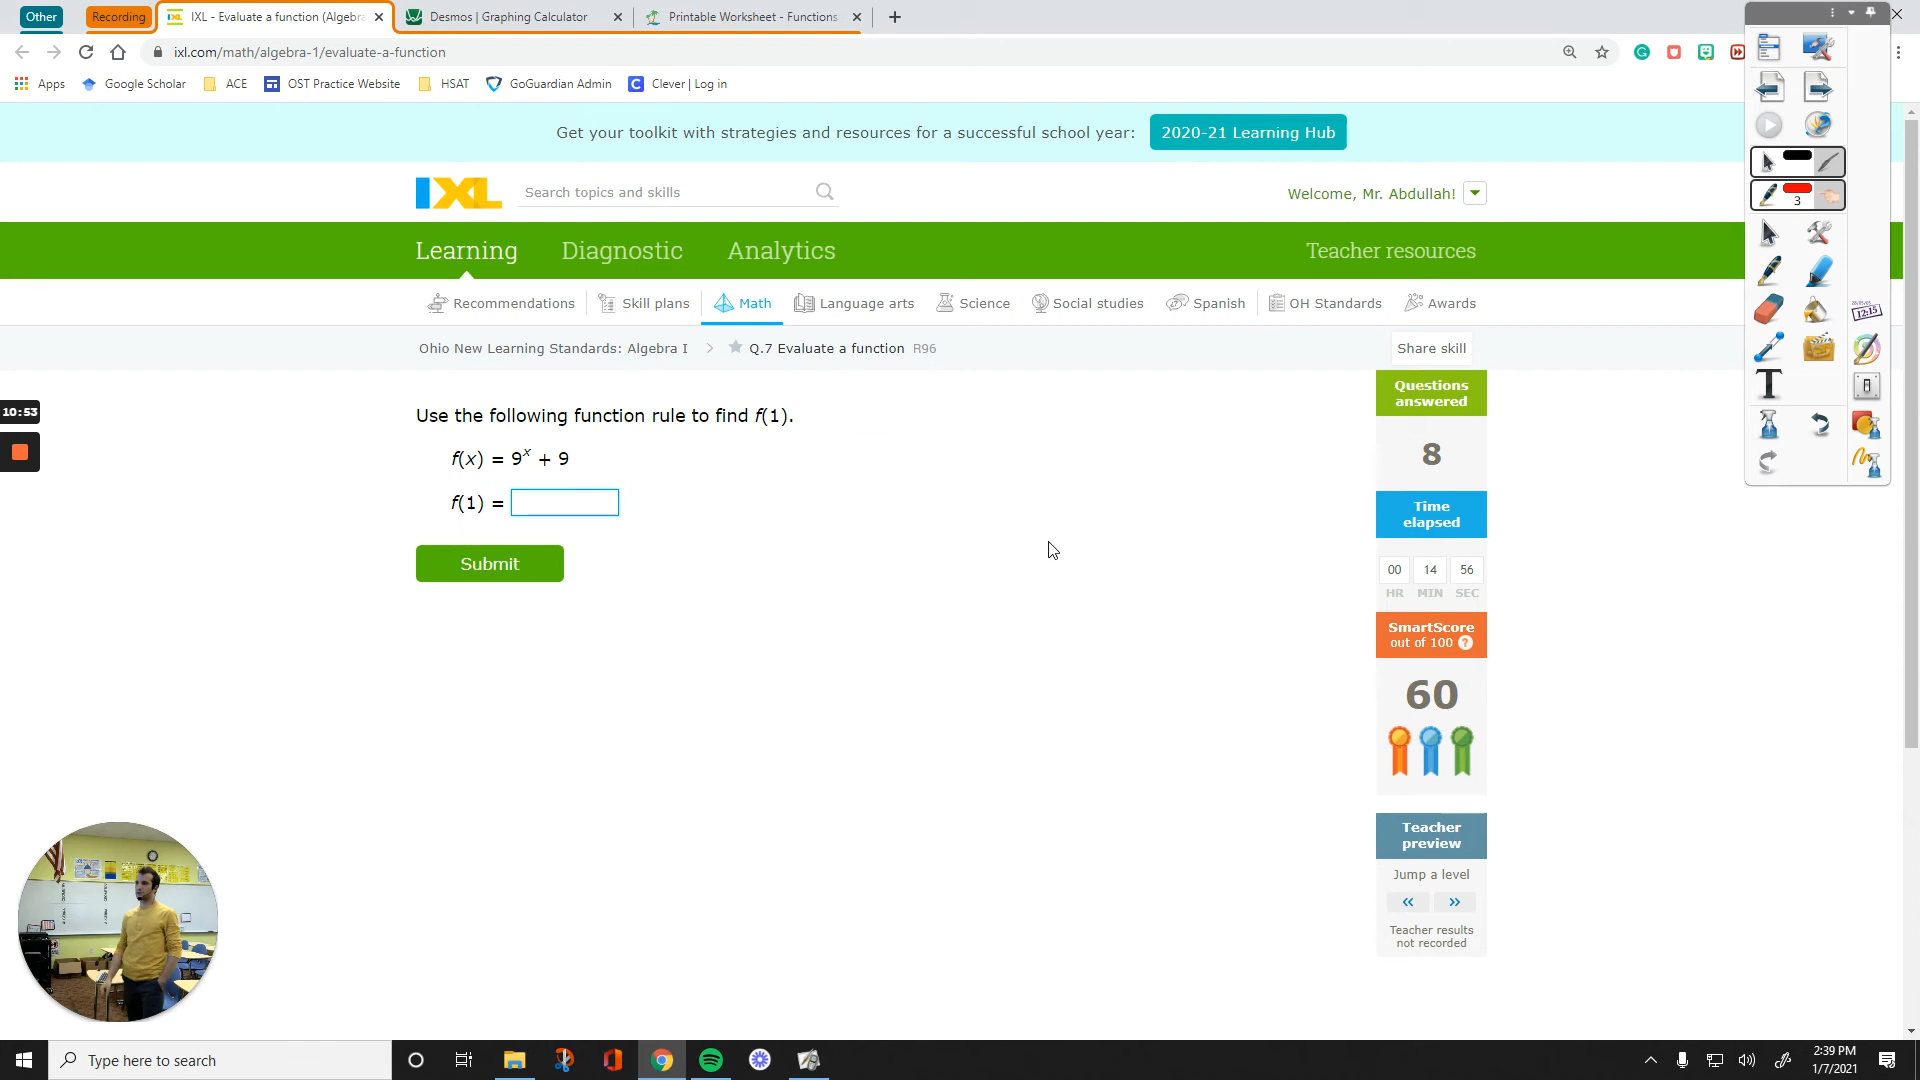 Other
Recording
IXL - Evaluate a function (Algebra
Desmos | Graphing Calculator
Printable Worksheet - Functions
ixl.com/math/algebra-1/evaluate-a-function
Apps
Google Scholar
ACE
OST Practice Website
HSAT
GoGuardian Admin
Clever | Log in
Get your toolkit with strategies and resources for a successful school year: 2020-21 Learning Hub
IXL
Search topics and skills
Welcome, Mr. Abdullah!
Learning
Diagnostic
Analytics
Teacher resources
Recommendations
Skill plans
Math
Language arts
Science
Social studies
Spanish
OH Standards
Awards
Ohio New Learning Standards: Algebra I > Q.7 Evaluate a function R96
Share skill
Use the following function rule to find f(1).
f(x) = 9^x + 9
f(1) =
Submit
Questions
answered
8
Time
elapsed
00 14 56
HR MIN SEC
SmartScore
out of 100 ?
60
Teacher
preview
Jump a level
« »
Teacher results
not recorded
10:53
3
12:15
T
Type here to search
2:39 PM
1/7/2021